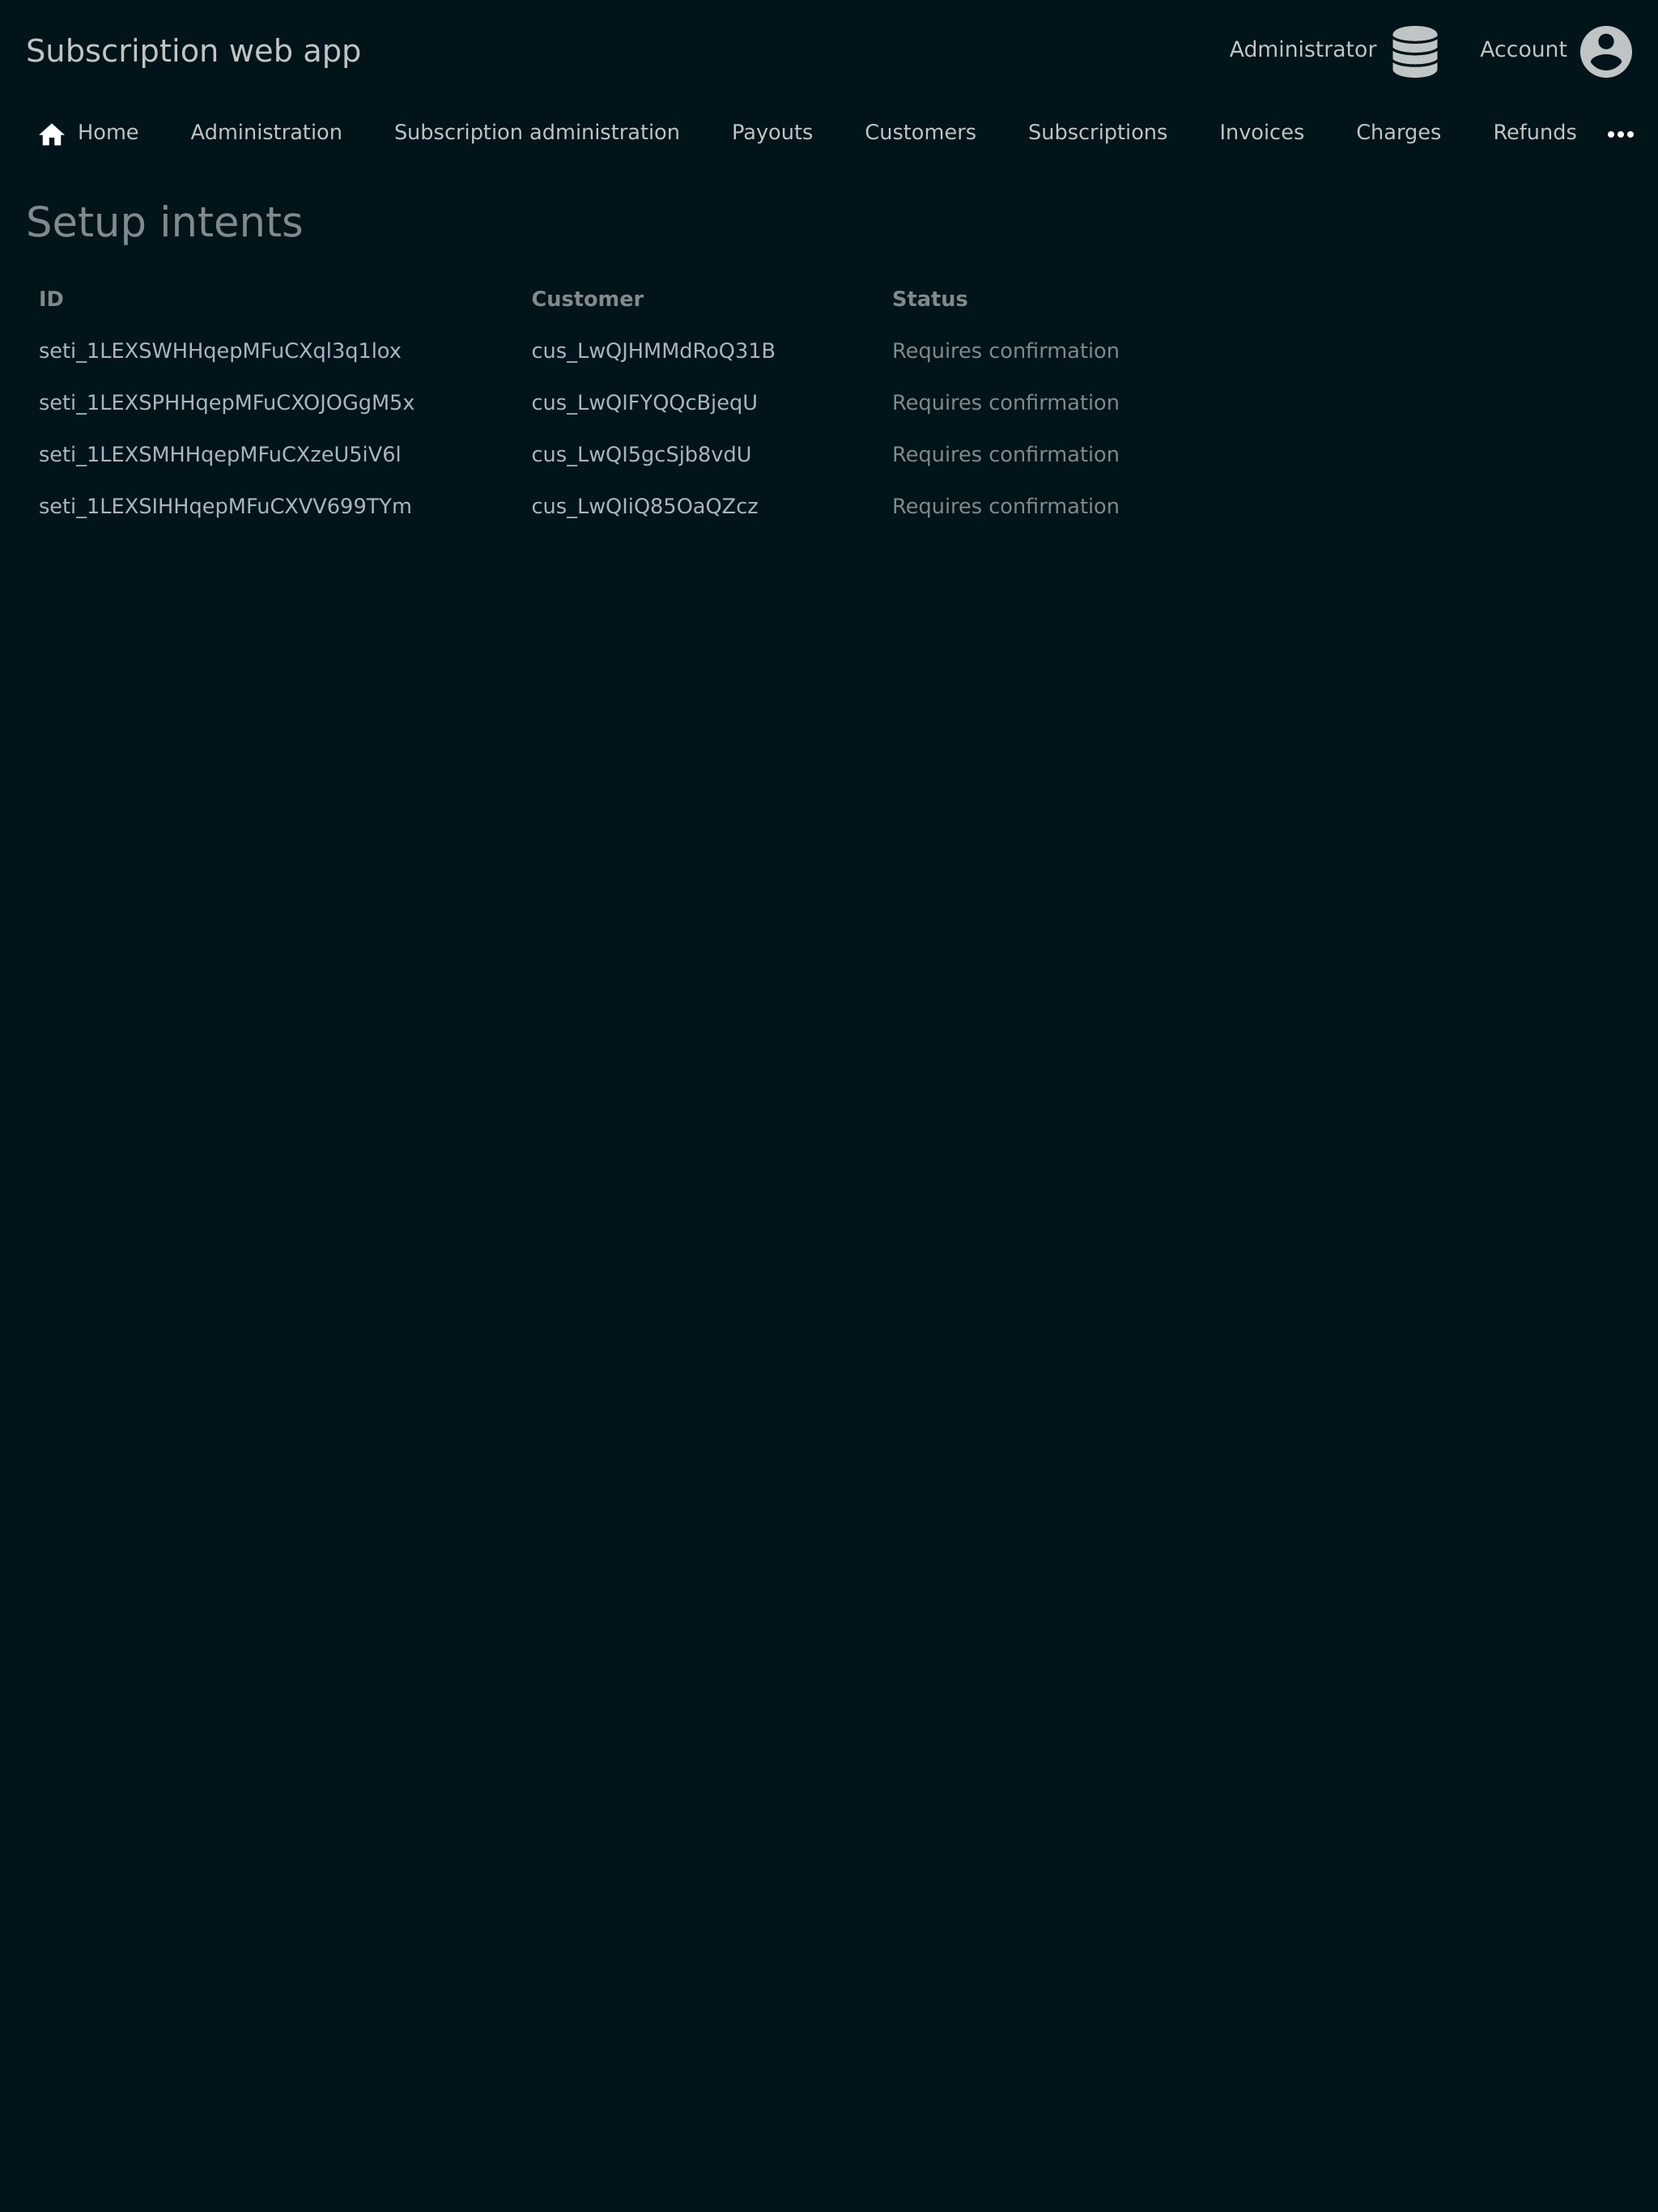 Subscription web app Administrator Account
Home Administration Subscription administration Payouts Customers Subscriptions Invoices Charges Refunds
Setup intents
ID Customer Status
seti_1LEXSWHHqepMFuCXql3q1lox cus_LwQJHMMdRoQ31B Requires confirmation
seti_1LEXSPHHqepMFuCXOJOGgM5x cus_LwQIFYQQcBjeqU Requires confirmation
seti_1LEXSMHHqepMFuCXzeU5iV6l cus_LwQI5gcSjb8vdU Requires confirmation
seti_1LEXSIHHqepMFuCXVV699TYm cus_LwQIiQ85OaQZcz Requires confirmation